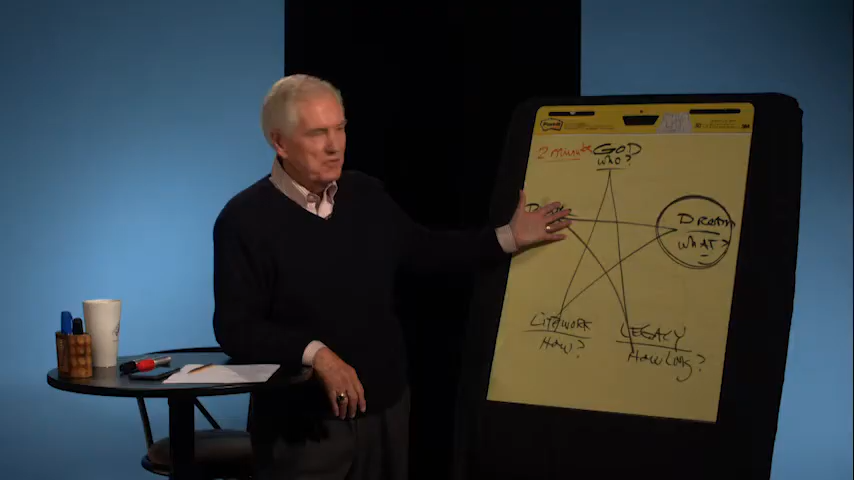 2 minute GOD
WHO?
DREAM
WHAT?
LIFEWORK
HOW?
LEGACY
HOW LONG?